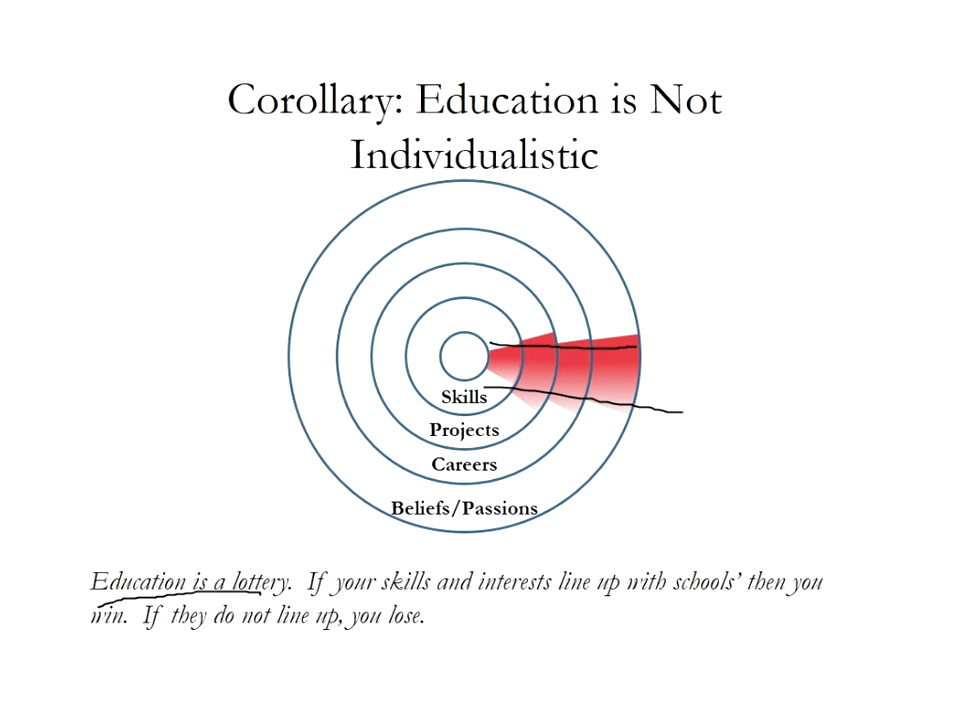 Corollary: Education is Not
Individualistic
Skills
Projects
Careers
Beliefs/Passions
Education is a lottery. If your skills and interests line up with schools’ then you
win. If they do not line up, you lose.